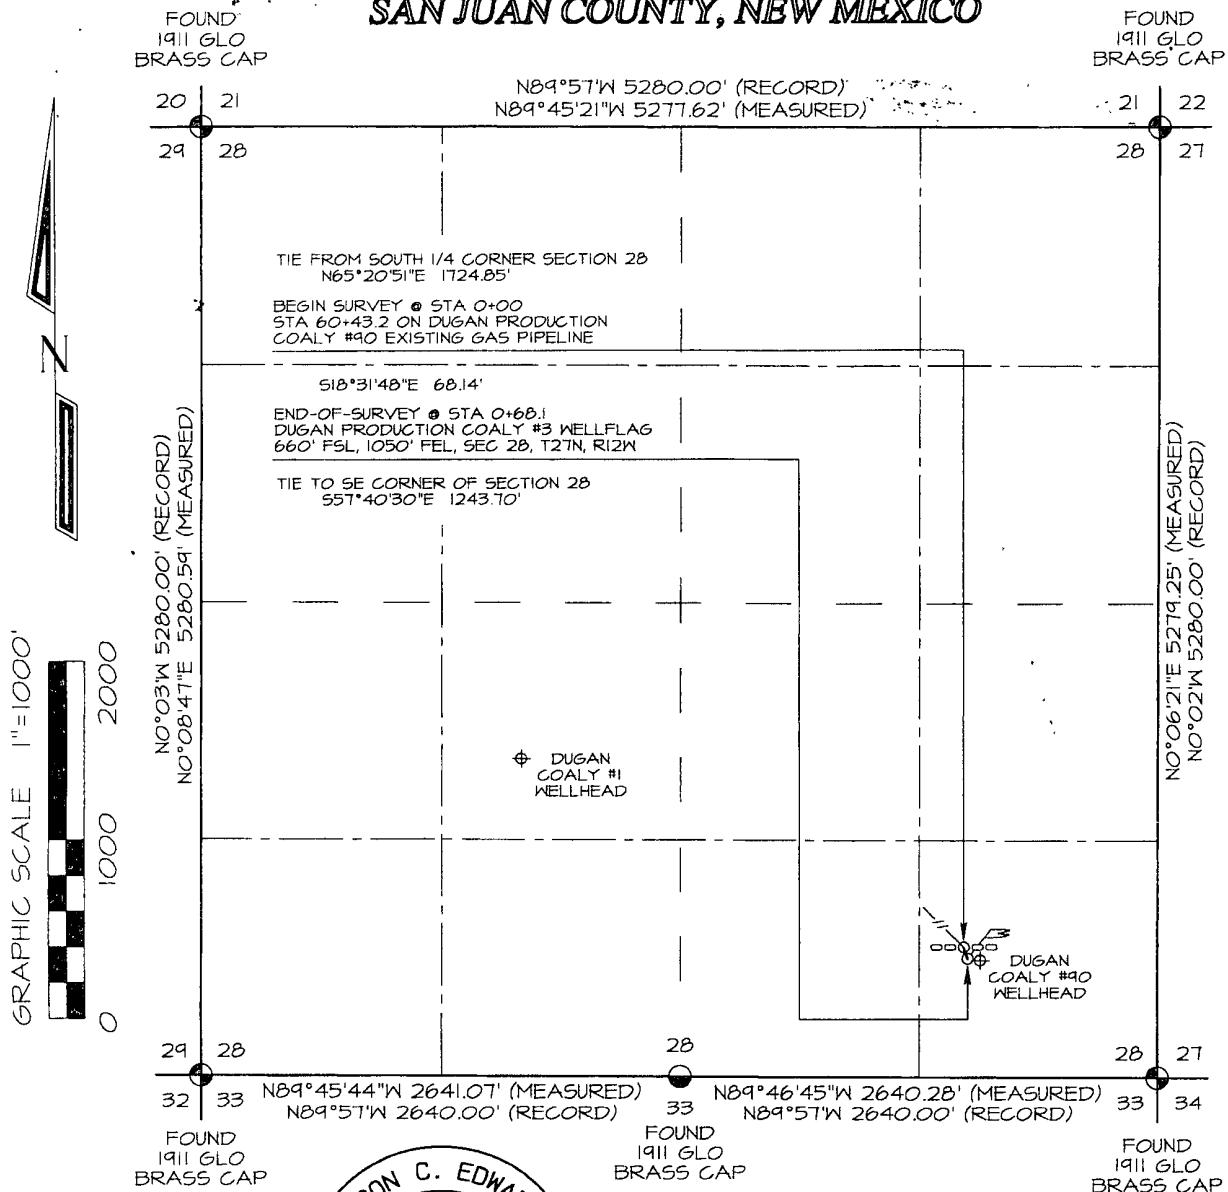 SAN JUAN COUNTY, NEW MEXICO
FOUND
1911 GLO
BRASS CAP
FOUND
1911 GLO
BRASS CAP
N89°57'W 5280.00' (RECORD)
N89°45'21"W 5277.62' (MEASURED)
20 21
29 28
21 22
28 27
N
TIE FROM SOUTH 1/4 CORNER SECTION 28
N65°20'51"E 1724.85'
BEGIN SURVEY @ STA 0+00
STA 60+43.2 ON DUGAN PRODUCTION
COALY #90 EXISTING GAS PIPELINE
S18°31'48"E 68.14'
END-OF-SURVEY @ STA 0+68.1
DUGAN PRODUCTION COALY #3 WELLFLAG
660' FSL, 1050' FEL, SEC 28, T27N, R12W
TIE TO SE CORNER OF SECTION 28
S57°40'30"E 1243.70'
N0°03'W 5280.00' (RECORD)
N0°08'47"E 5280.59' (MEASURED)
N0°06'21"E 5279.25' (MEASURED)
N0°02'W 5280.00' (RECORD)
GRAPHIC SCALE 1"=1000'
0 1000 2000
DUGAN
COALY #1
WELLHEAD
DUGAN
COALY #90
WELLHEAD
29 28
32 33
28
33
28 27
33 34
N89°45'44"W 2641.07' (MEASURED)
N89°57'W 2640.00' (RECORD)
N89°46'45"W 2640.28' (MEASURED)
N89°57'W 2640.00' (RECORD)
FOUND
1911 GLO
BRASS CAP
FOUND
1911 GLO
BRASS CAP
FOUND
1911 GLO
BRASS CAP
C.